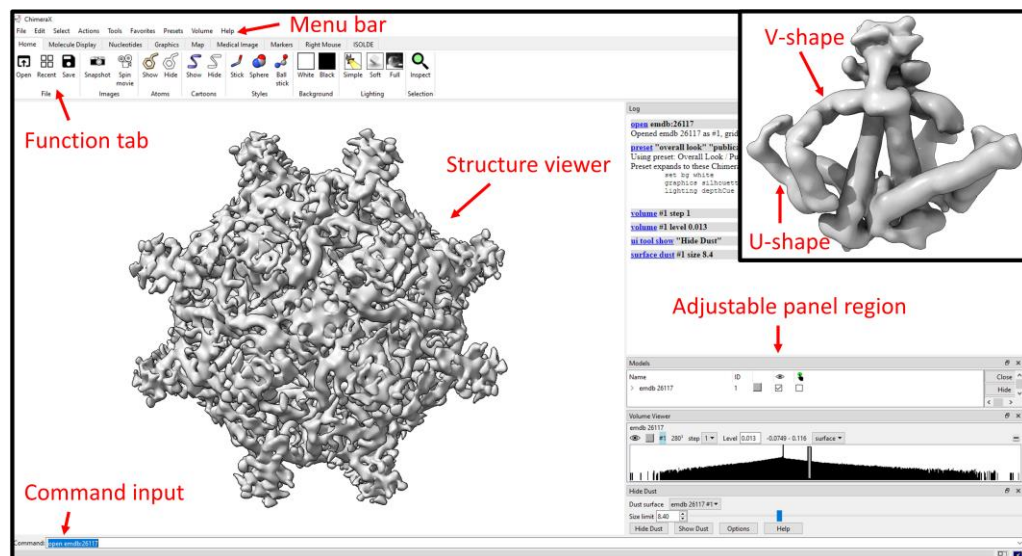 ChimeraX
Menu bar
File Edit Select Actions Tools Favorites Presets Volume Help
Home Molecule Display Nucleotides Graphics Map Medical Image Markers Right Mouse ISOLDE
Open Recent Save Snapshot Spin movie Show Hide Show Hide Stick Sphere Ball stick White Black Simple Soft Full Inspect
File Images Atoms Cartoons Styles Background Lighting Selection
Function tab
Structure viewer
V-shape
U-shape
Log
open emdb:26117
Opened emdb 26117 as #1, grid
preset "overall look" "publica
Using preset: Overall Look / Pu
Preset expands to these Chimera
set bg white
graphics silhouett
lighting depthCue
volume #1 step 1
volume #1 level 0.013
ui tool show "Hide Dust"
surface dust #1 size 8.4
Adjustable panel region
Models
Name ID
> emdb 26117 1
Close
Hide
Volume Viewer
emdb 26117
#1 280³ step 1 Level 0.013 -0.0749 - 0.116 surface
Hide Dust
Dust surface emdb 26117 #1
Size limit 8.40
Hide Dust Show Dust Options Help
Command input
Command: open emdb:26117